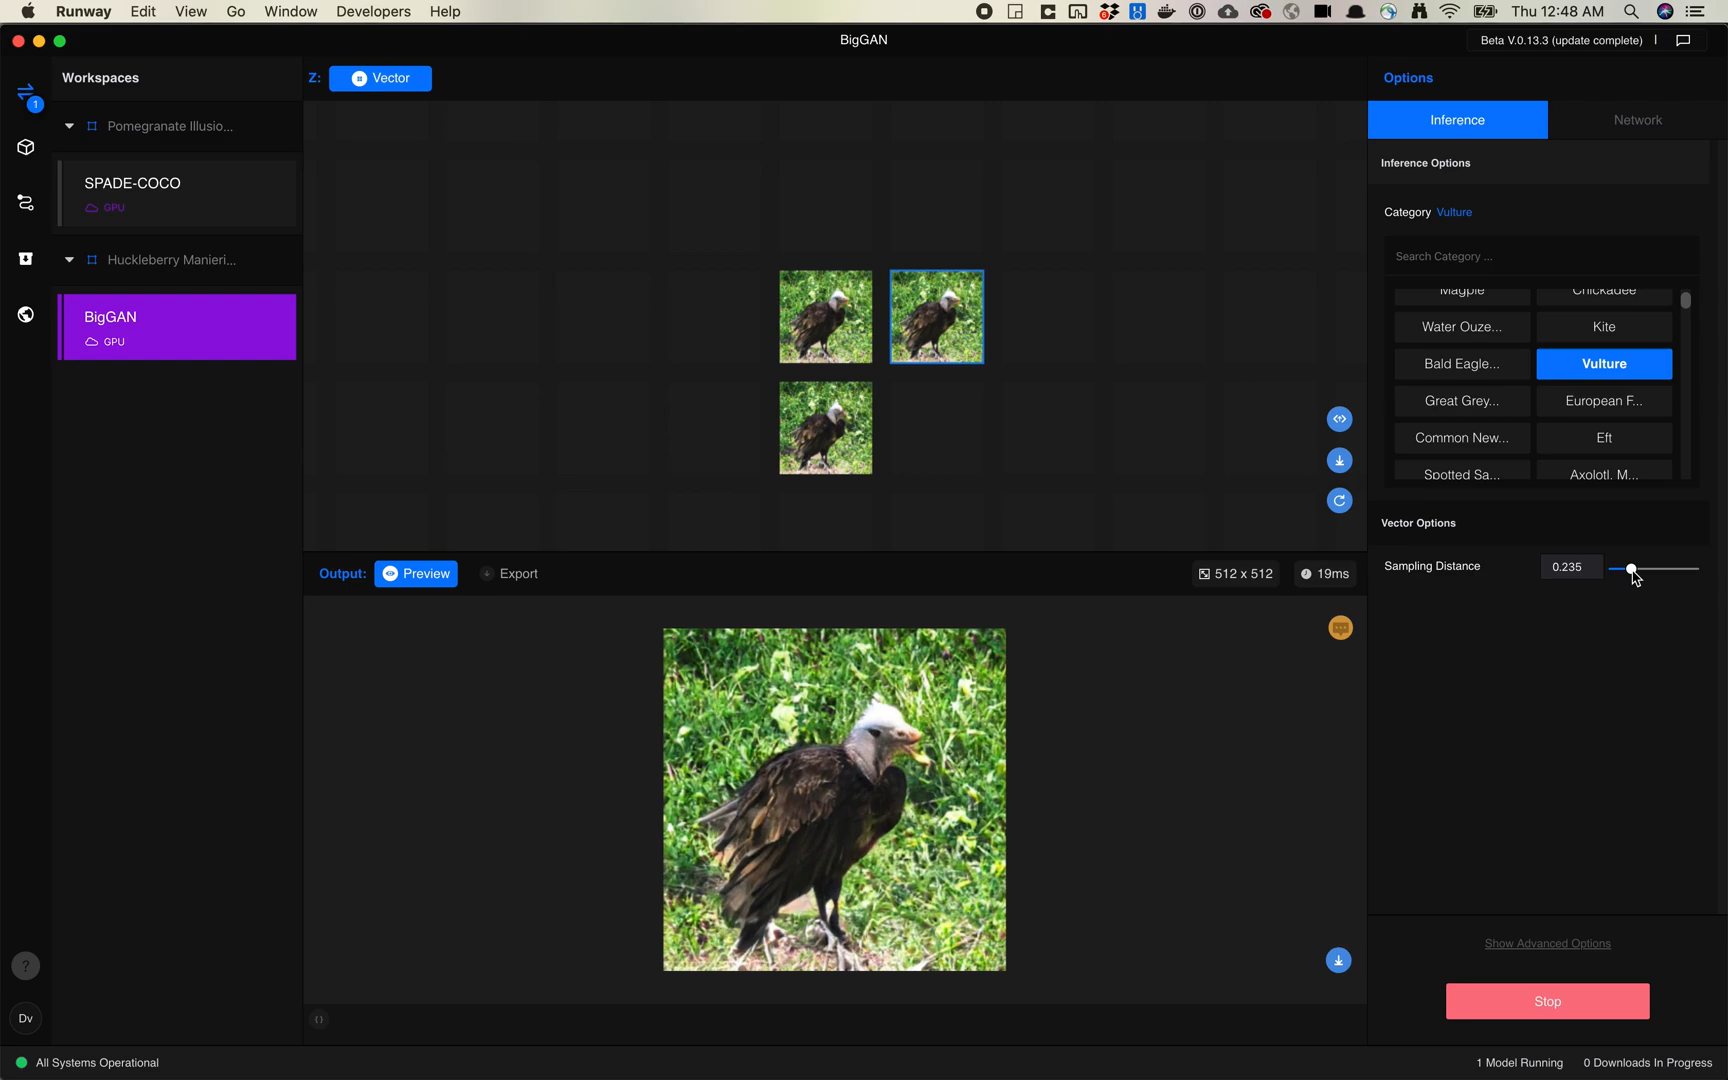 Runway Edit View Go Window Developers Help
6
Thu 12:48 AM
BigGAN
Beta V.0.13.3 (update complete)
Workspaces
Z: Vector
Options
1
Inference Network
Pomegranate Illusio...
Inference Options
SPADE-COCO
GPU
Category Vulture
Huckleberry Manieri...
Search Category ...
Magpie Chickadee
BigGAN
GPU
Water Ouze... Kite
Bald Eagle... Vulture
Great Grey... European F...
Common New... Eft
Spotted Sa... Axolotl, M...
Vector Options
Sampling Distance 0.235
Output: Preview Export 512 x 512 19ms
Show Advanced Options
?
Stop
Dv
All Systems Operational
1 Model Running 0 Downloads In Progress